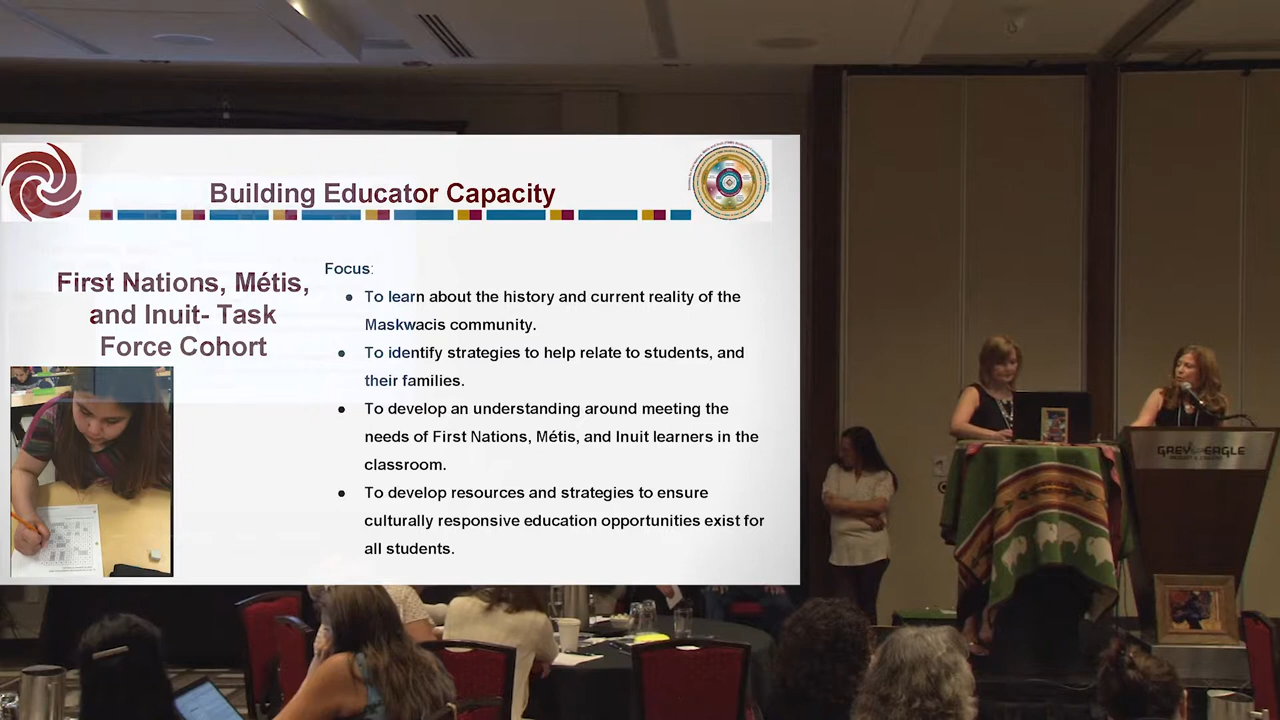 Building Educator Capacity
First Nations, Métis,
and Inuit- Task
Force Cohort
Focus:
• To learn about the history and current reality of the
Maskwacis community.
• To identify strategies to help relate to students, and
their families.
• To develop an understanding around meeting the
needs of First Nations, Métis, and Inuit learners in the
classroom.
• To develop resources and strategies to ensure
culturally responsive education opportunities exist for
all students.
GREY EAGLE
RESORT & CASINO